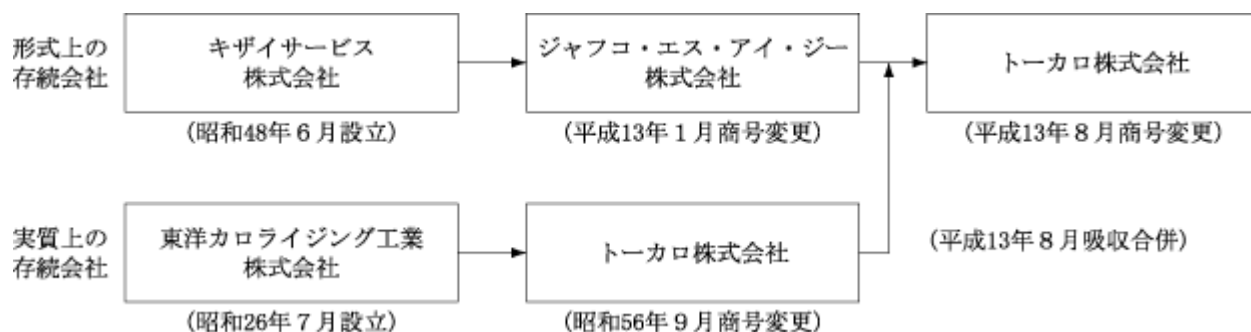 形式上の
存続会社
キザイサービス
株式会社
(昭和48年6月設立)
ジャフコ・エス・アイ・ジー
株式会社
(平成13年1月商号変更)
トーカロ株式会社
(平成13年8月商号変更)
実質上の
存続会社
東洋カロライジング工業
株式会社
(昭和26年7月設立)
トーカロ株式会社
(昭和56年9月商号変更)
(平成13年8月吸収合併)